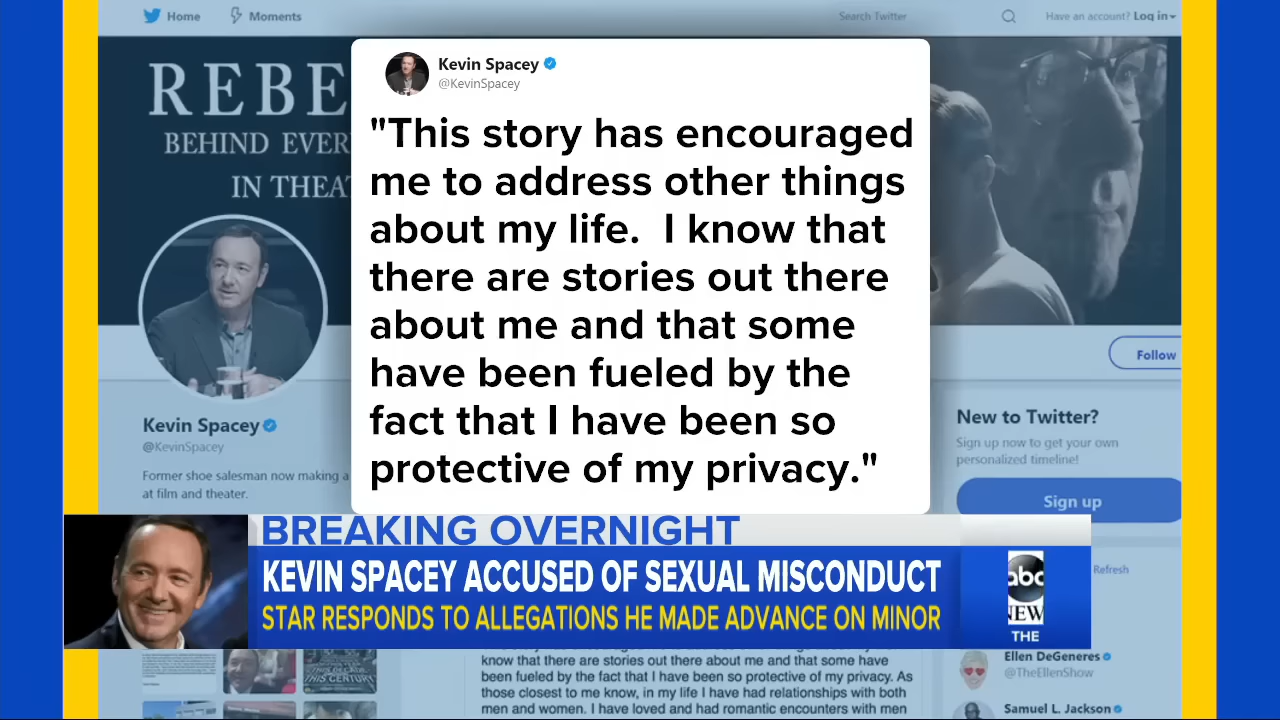 Home
Moments
Search Twitter
Have an account? Log in
REBE
BEHIND EVER
IN THEAT
Kevin Spacey
@KevinSpacey
"This story has encouraged
me to address other things
about my life. I know that
there are stories out there
about me and that some
have been fueled by the
fact that I have been so
protective of my privacy."
Follow
Kevin Spacey
@KevinSpacey
Former shoe salesman now making a
at film and theater.
New to Twitter?
Sign up now to get your own
personalized timeline!
Sign up
Refresh
BREAKING OVERNIGHT
KEVIN SPACEY ACCUSED OF SEXUAL MISCONDUCT
STAR RESPONDS TO ALLEGATIONS HE MADE ADVANCE ON MINOR
abc
NEW
THE
THIS CENTURY
know that there are stories out there about me and that some have
been fueled by the fact that I have been so protective of my privacy. As
those closest to me know, in my life I have had relationships with both
men and women. I have loved and had romantic encounters with men
Ellen DeGeneres
@TheEllenShow
Samuel L. Jackson